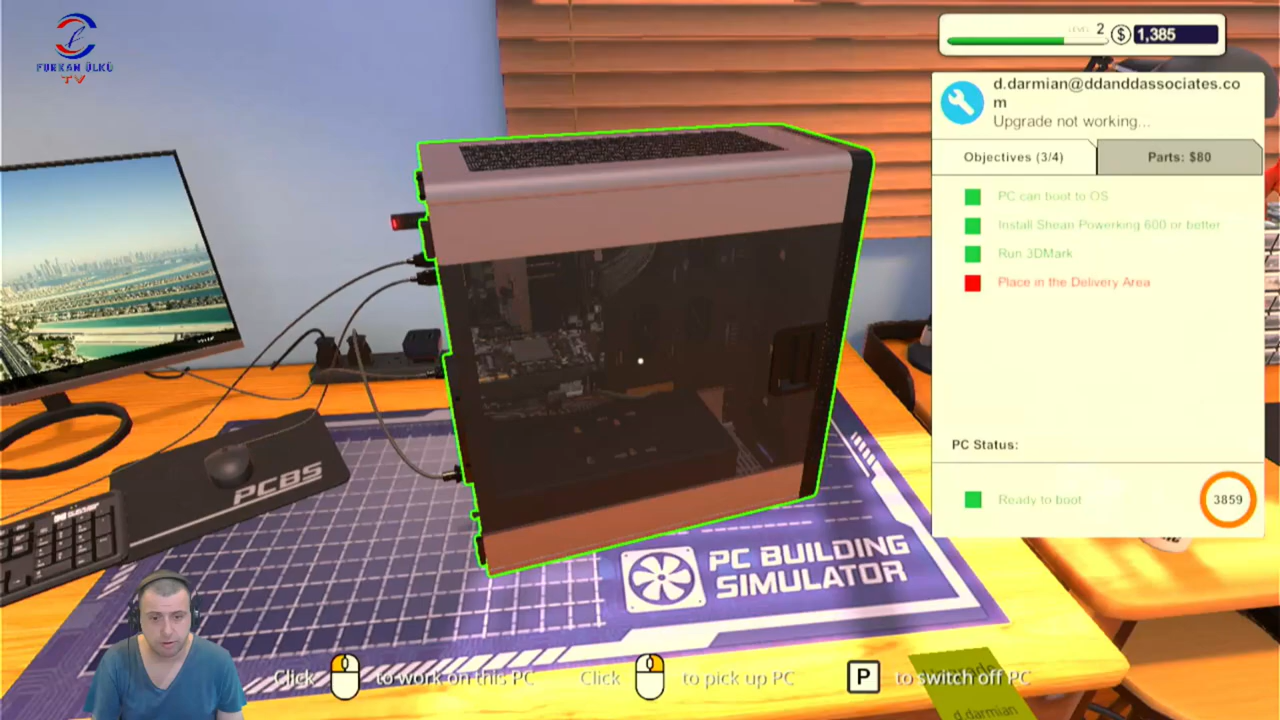 FURKAN ÜLKÜ
TV
LEVEL 2 $ 1,385
d.darmian@ddanddassociates.co
m
Upgrade not working...
Objectives (3/4) Parts: $80
PC can boot to OS
Install Shean Powerking 600 or better
Run 3DMark
Place in the Delivery Area
PC Status:
Ready to boot 3859
PCBS
PC BUILDING
SIMULATOR
Click to work on this PC Click to pick up PC P to switch off PC
Upgrade
d.darmian